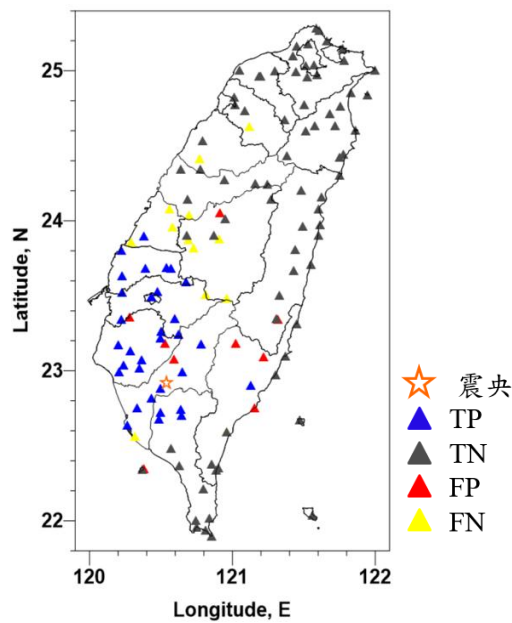 25
24
23
22
Latitude, N
120
121
122
Longitude, E
震央
TP
TN
FP
FN